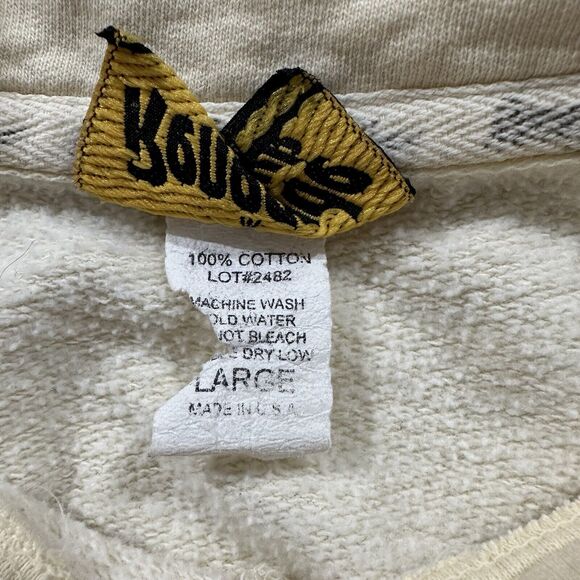 100% COTTON
LOT#2482
MACHINE WASH
OLD WATER
NOT BLEACH
DRY LOW
LARGE
MADE IN U.S.A.